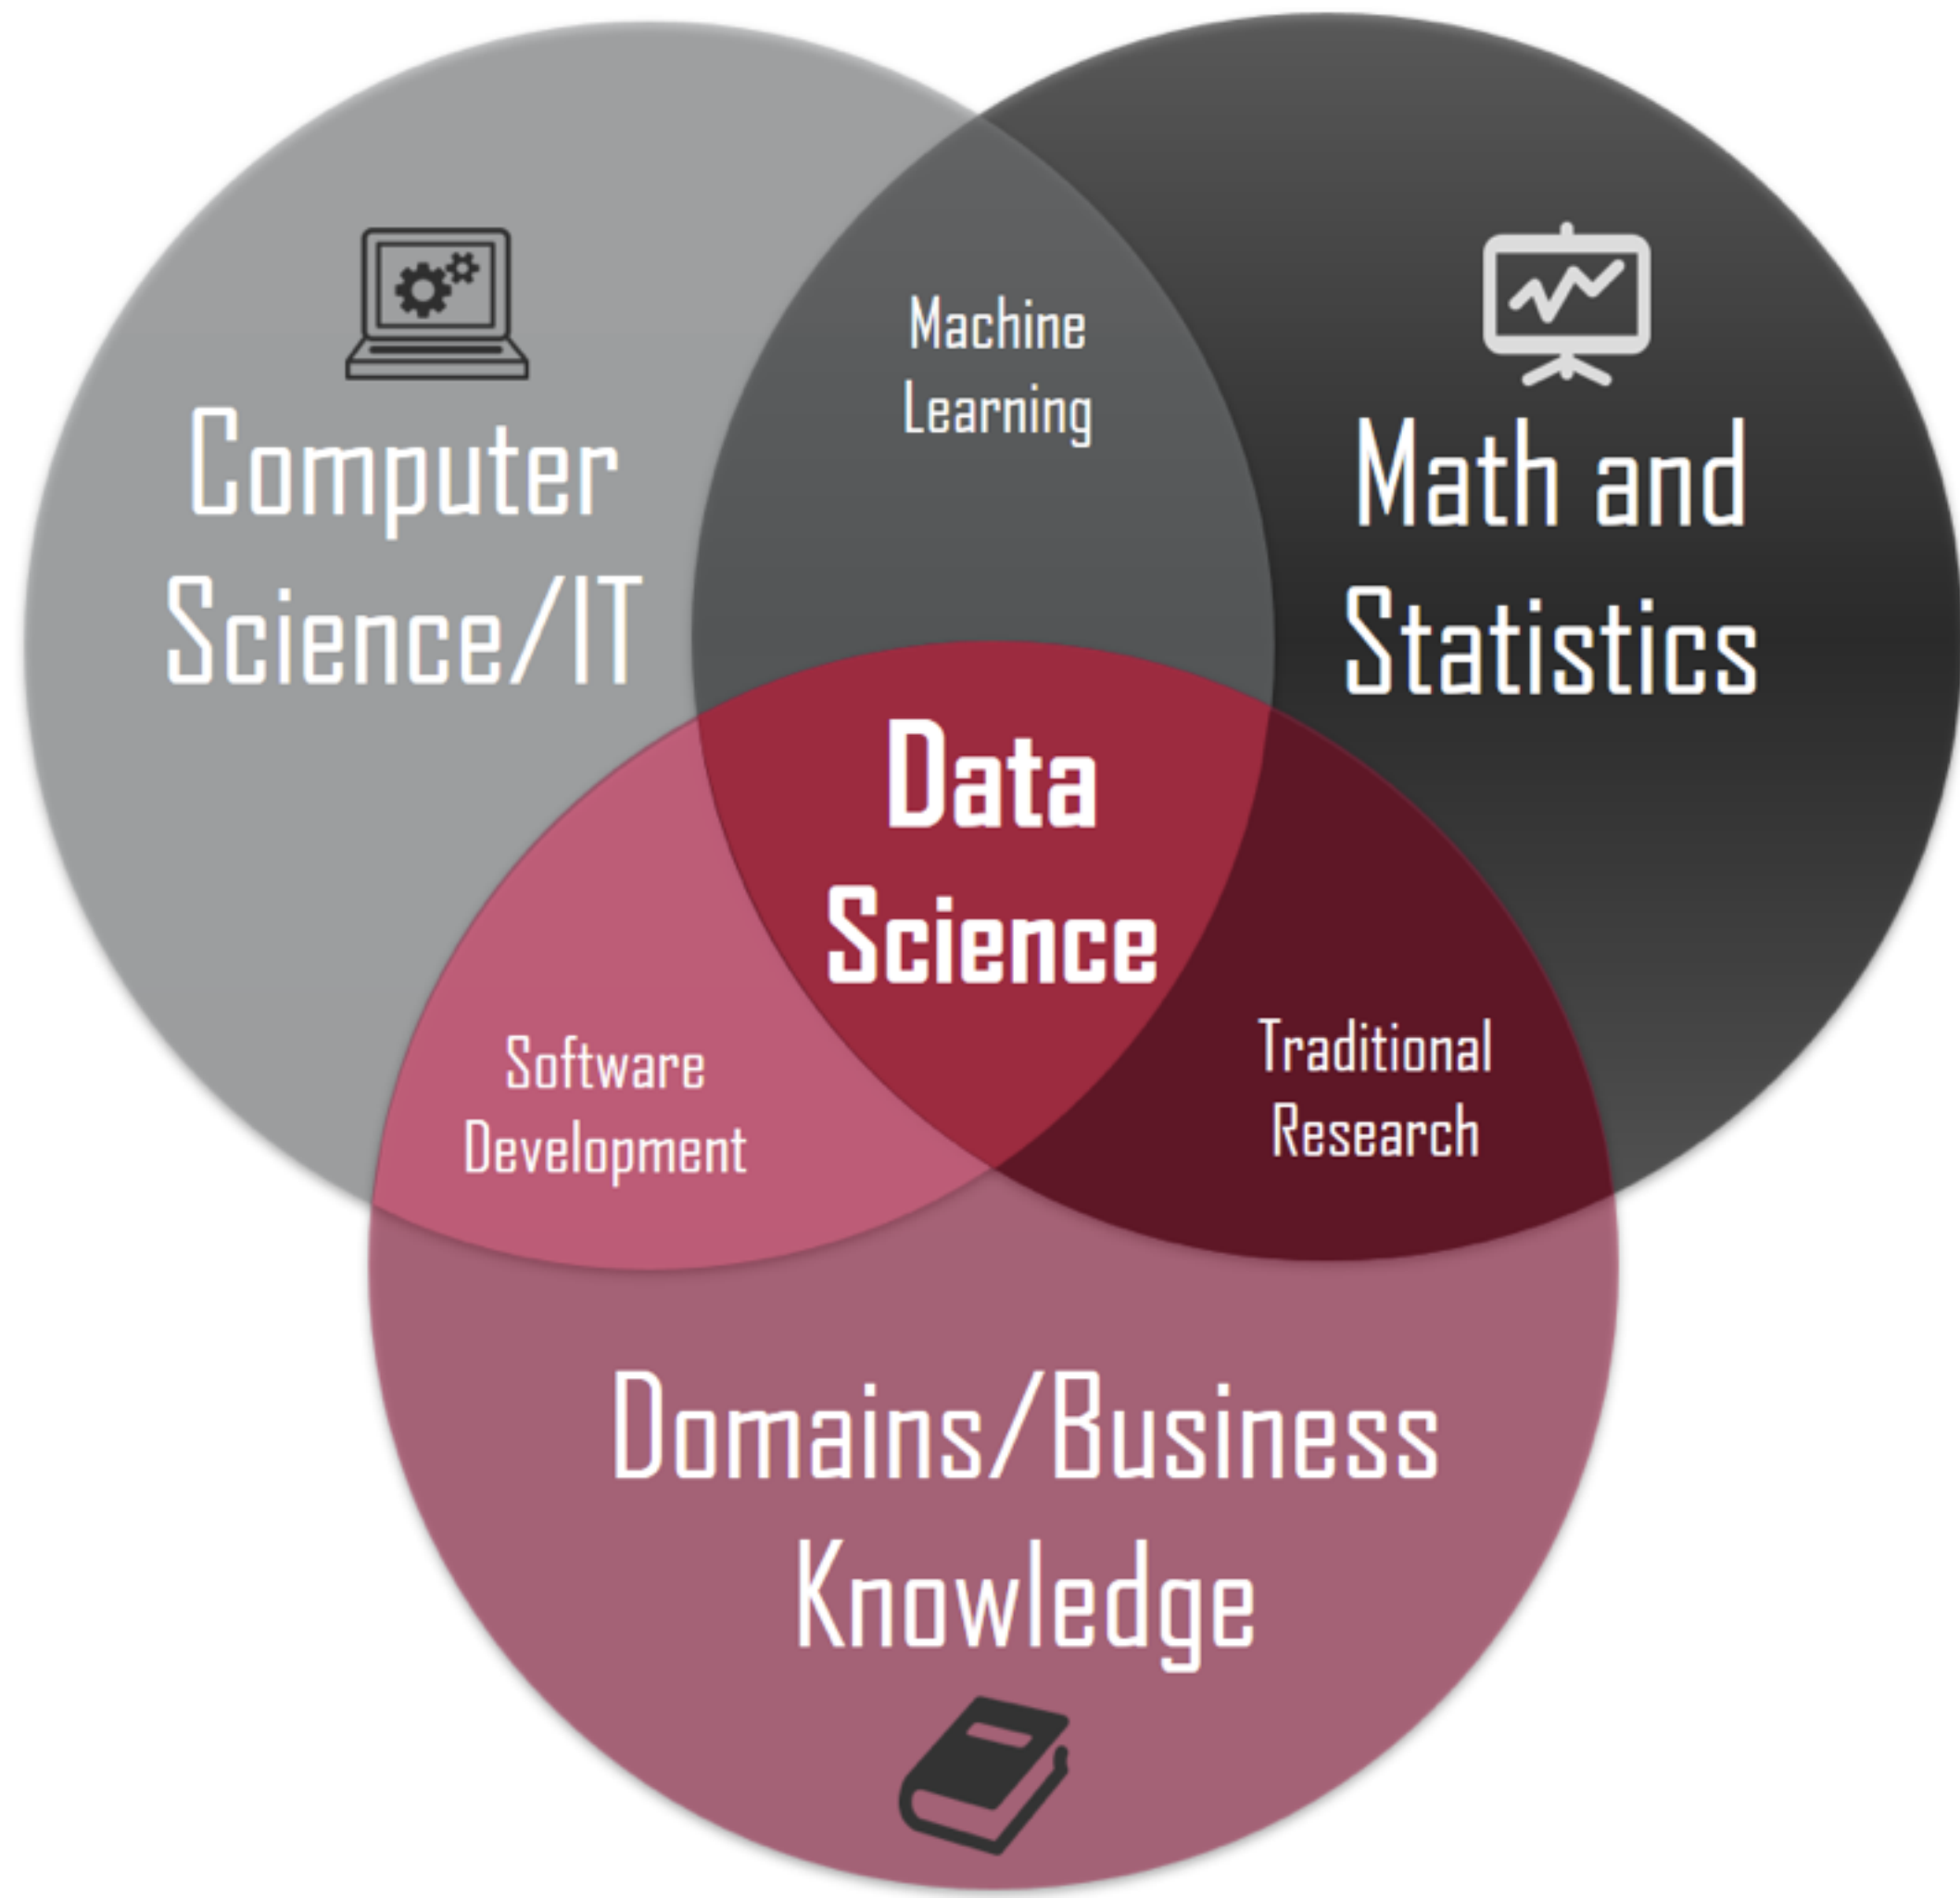 Machine
Learning
Computer
Science/IT
Math and
Statistics
Data
Science
Software
Development
Traditional
Research
Domains/Business
Knowledge